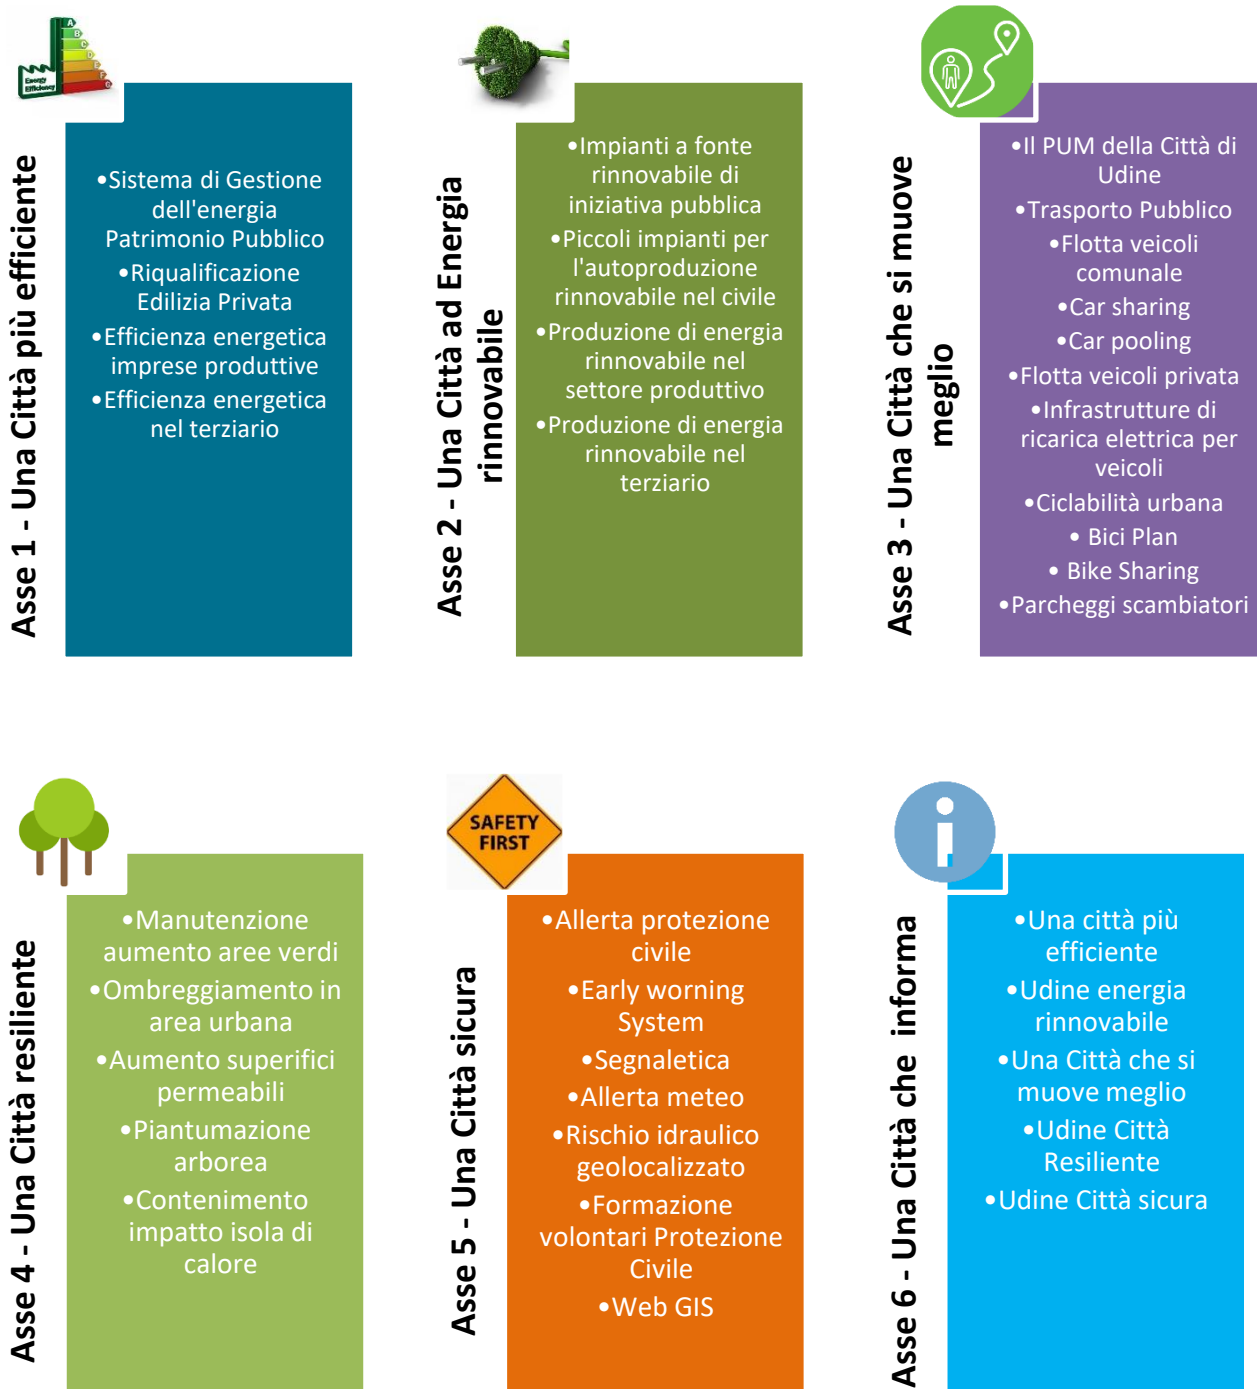 A
B
C
D
E
F
G
Energy
Efficiency
Asse 1 - Una Città più efficiente
•Sistema di Gestione
dell'energia
Patrimonio Pubblico
•Riqualificazione
Edilizia Privata
•Efficienza energetica
imprese produttive
•Efficienza energetica
nel terziario
Asse 2 - Una Città ad Energia
rinnovabile
•Impianti a fonte
rinnovabile di
iniziativa pubblica
•Piccoli impianti per
l'autoproduzione
rinnovabile nel civile
•Produzione di energia
rinnovabile nel
settore produttivo
•Produzione di energia
rinnovabile nel
terziario
Asse 3 - Una Città che si muove
meglio
•Il PUM della Città di
Udine
•Trasporto Pubblico
•Flotta veicoli
comunale
•Car sharing
•Car pooling
•Flotta veicoli privata
•Infrastrutture di
ricarica elettrica per
veicoli
•Ciclabilità urbana
• Bici Plan
• Bike Sharing
•Parcheggi scambiatori
Asse 4 - Una Città resiliente
•Manutenzione
aumento aree verdi
•Ombreggiamento in
area urbana
•Aumento superifici
permeabili
•Piantumazione
arborea
•Contenimento
impatto isola di
calore
SAFETY
FIRST
Asse 5 - Una Città sicura
•Allerta protezione
civile
•Early worning
System
•Segnaletica
•Allerta meteo
•Rischio idraulico
geolocalizzato
•Formazione
volontari Protezione
Civile
•Web GIS
i
Asse 6 - Una Città che informa
•Una città più
efficiente
•Udine energia
rinnovabile
•Una Città che si
muove meglio
•Udine Città
Resiliente
•Udine Città sicura